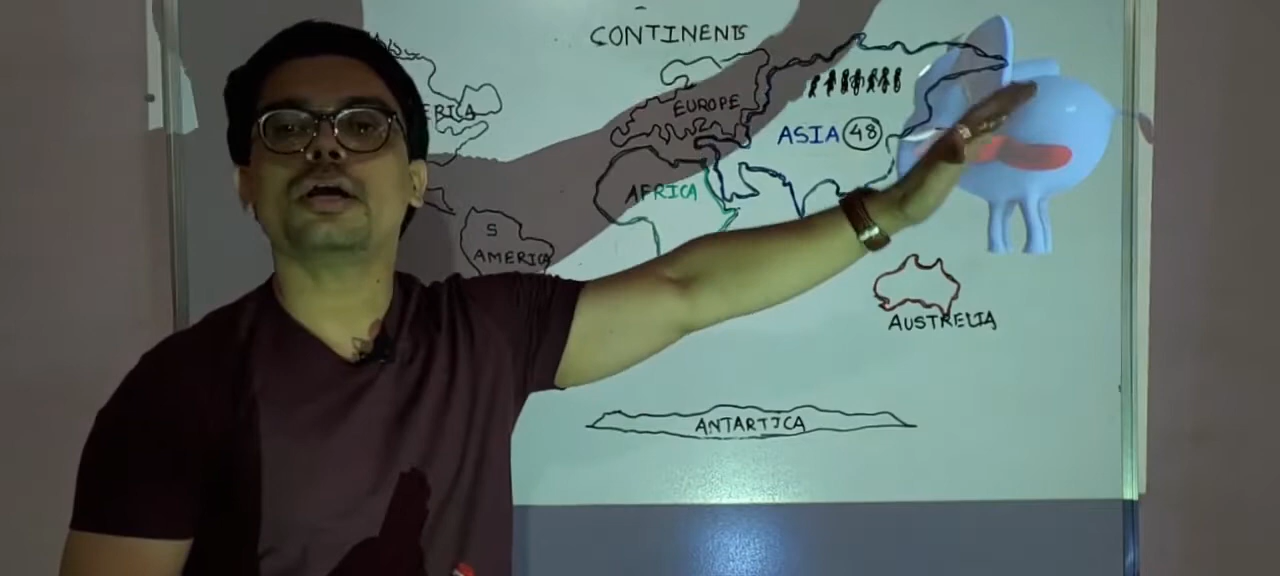 CONTINENTS
EUROPE
ASIA 48
AFRICA
S
AMERICA
AUSTRELIA
ANTARTICA